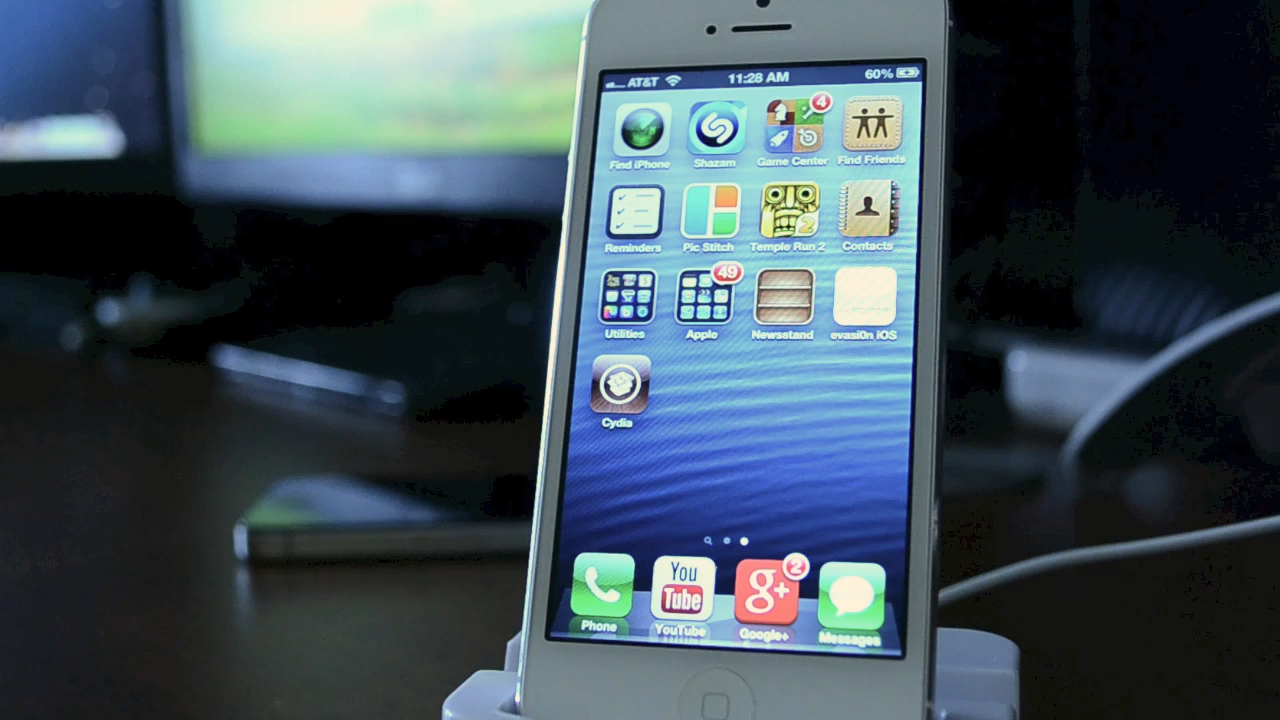 AT&T 11:28 AM 60%
4
Find iPhone Shazam Game Center Find Friends
2
Reminders Pic Stitch Temple Run 2 Contacts
49
Utilities Apple Newsstand evasi0n iOS
Cydia
You
Tube
g+
2
Phone YouTube Google+ Messages